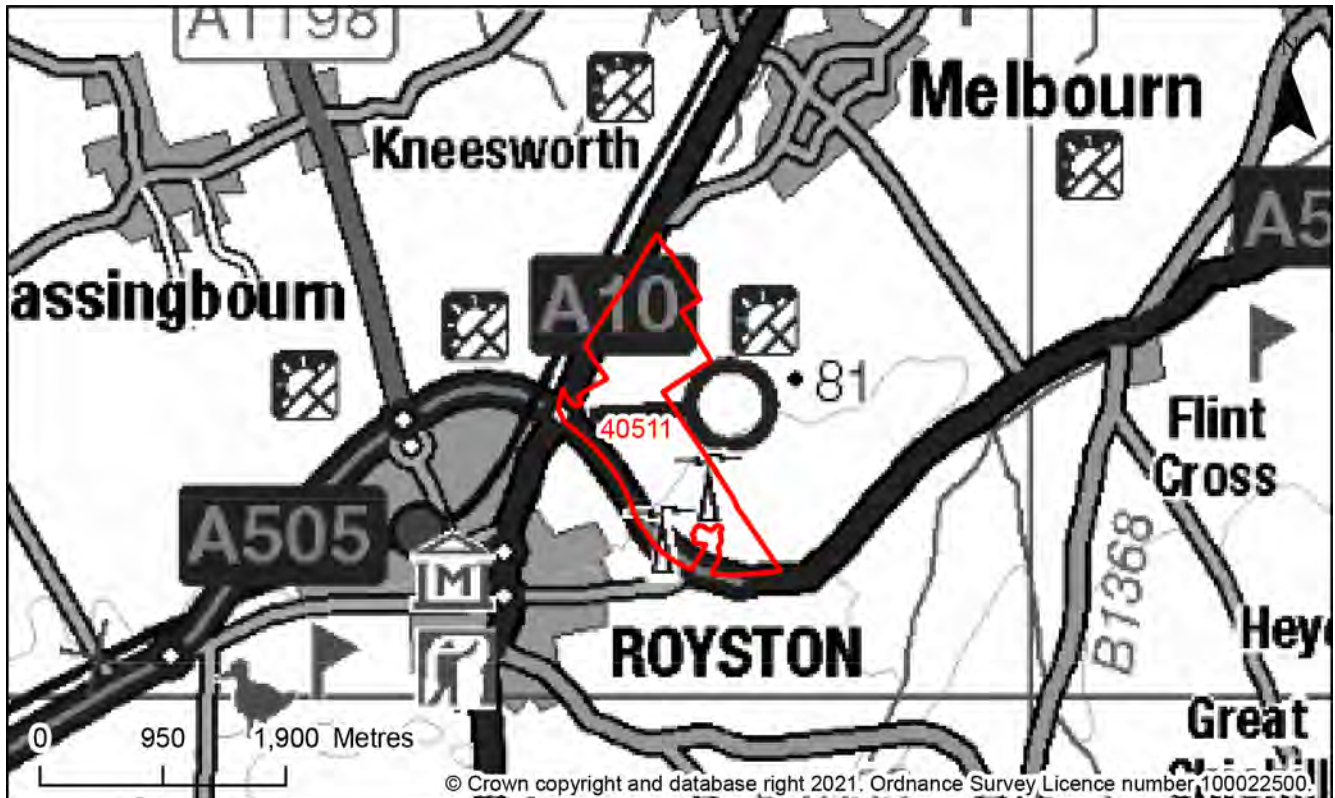 A1198
Melbourn
Kneesworth
A5
assingbourn
A10
81
40511
Flint
Cross
A505
M
B1368
ROYSTON
Hey
Great
0 950 1,900 Metres
© Crown copyright and database right 2021. Ordnance Survey Licence number 100022500.